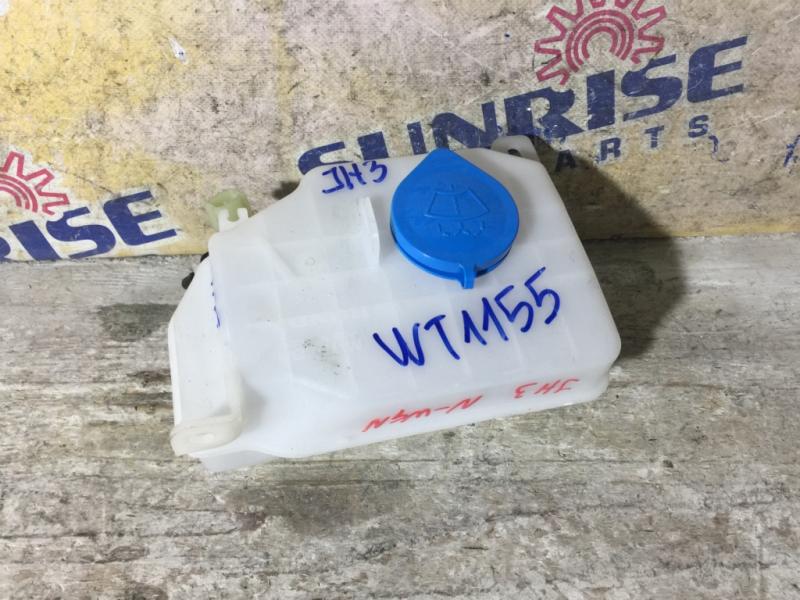 SUNRISE
PARTS
RISE
JH3
WT1155
JH3 N-WGN